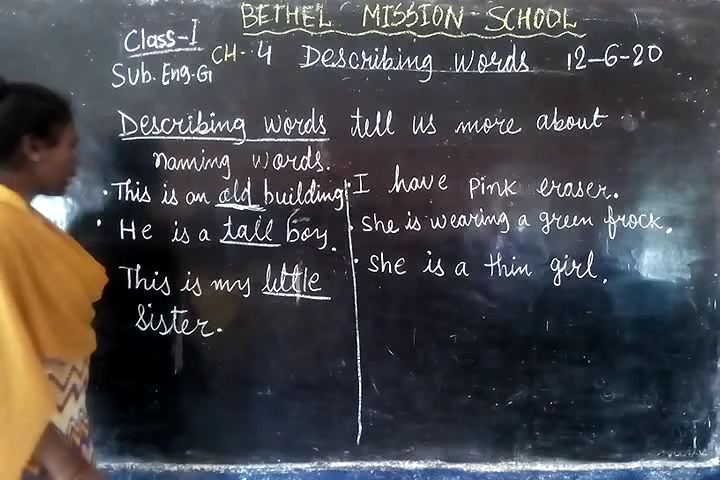 BETHEL MISSION SCHOOL
Class-I
Sub. Eng-Gr
CH-4 Describing Words 12-6-20
Describing words tell us more about
naming words.
• This is an old building.
• He is a tall boy.
This is my little
sister.
• I have pink eraser.
• She is wearing a green frock.
• She is a thin girl.